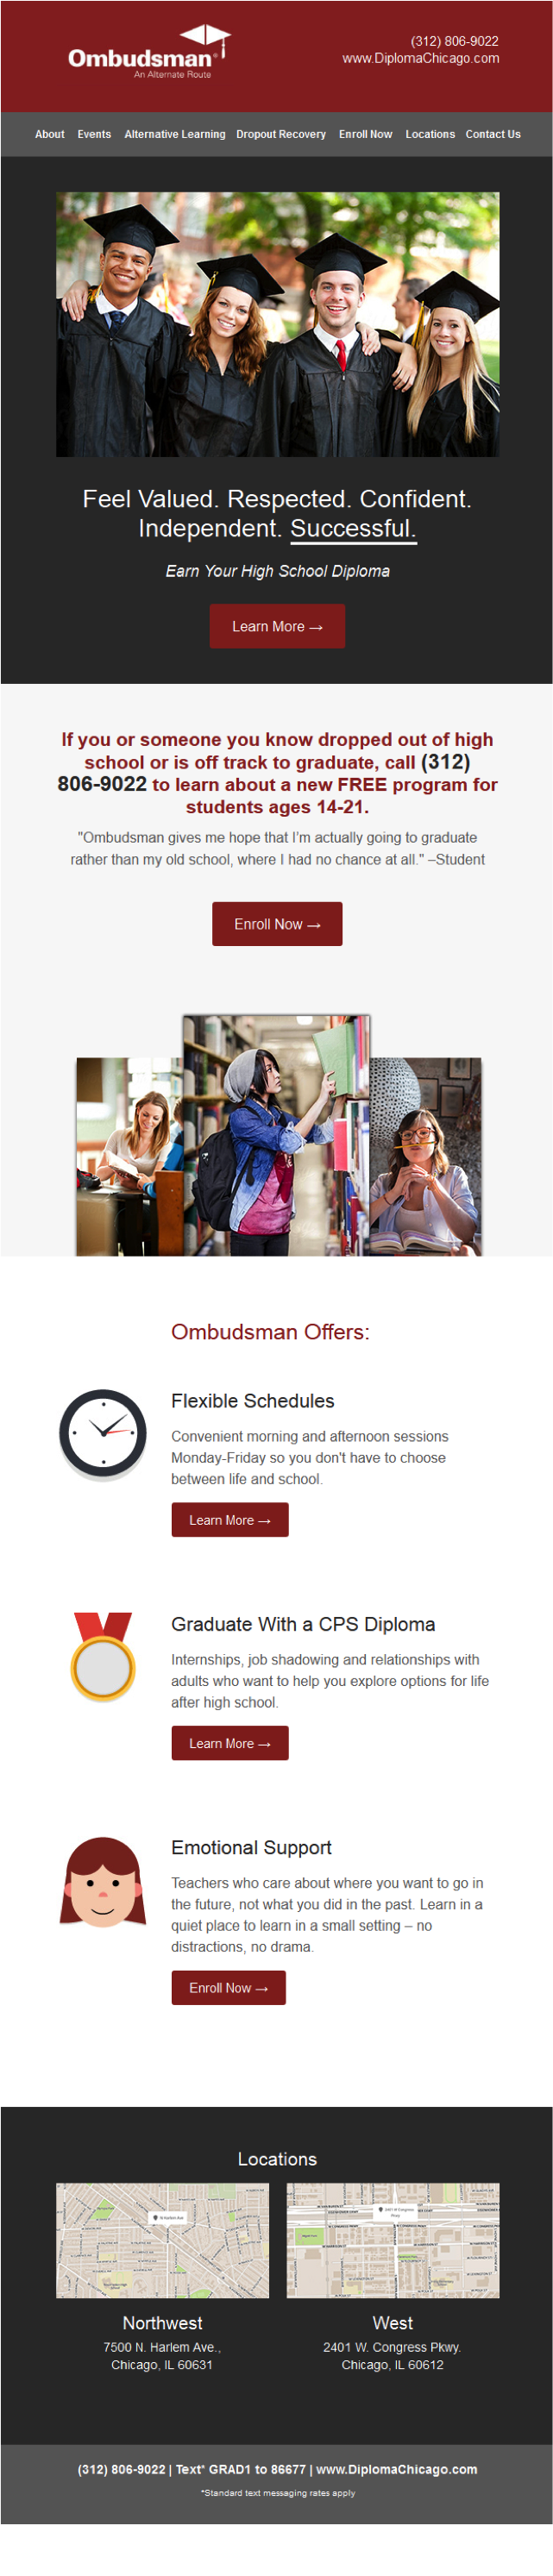 Ombudsman®
An Alternate Route
(312) 806-9022
www.DiplomaChicago.com
About Events Alternative Learning Dropout Recovery Enroll Now Locations Contact Us
Feel Valued. Respected. Confident.
Independent. Successful.
Earn Your High School Diploma
Learn More →
If you or someone you know dropped out of high
school or is off track to graduate, call (312)
806-9022 to learn about a new FREE program for
students ages 14-21.
"Ombudsman gives me hope that I'm actually going to graduate
rather than my old school, where I had no chance at all." –Student
Enroll Now →
Ombudsman Offers:
Flexible Schedules
Convenient morning and afternoon sessions
Monday-Friday so you don't have to choose
between life and school.
Learn More →
Graduate With a CPS Diploma
Internships, job shadowing and relationships with
adults who want to help you explore options for life
after high school.
Learn More →
Emotional Support
Teachers who care about where you want to go in
the future, not what you did in the past. Learn in a
quiet place to learn in a small setting – no
distractions, no drama.
Enroll Now →
Locations
N Harlem Ave
2401 W Congress
Pkwy
Northwest
7500 N. Harlem Ave.,
Chicago, IL 60631
West
2401 W. Congress Pkwy.
Chicago, IL 60612
(312) 806-9022 | Text* GRAD1 to 86677 | www.DiplomaChicago.com
*Standard text messaging rates apply